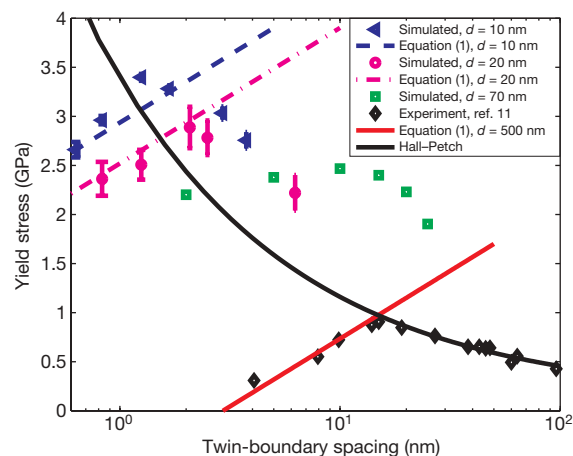 4
3.5
3
2.5
2
1.5
1
0.5
0
Yield stress (GPa)
10⁰
10¹
10²
Twin-boundary spacing (nm)
Simulated, d = 10 nm
Equation (1), d = 10 nm
Simulated, d = 20 nm
Equation (1), d = 20 nm
Simulated, d = 70 nm
Experiment, ref. 11
Equation (1), d = 500 nm
Hall–Petch